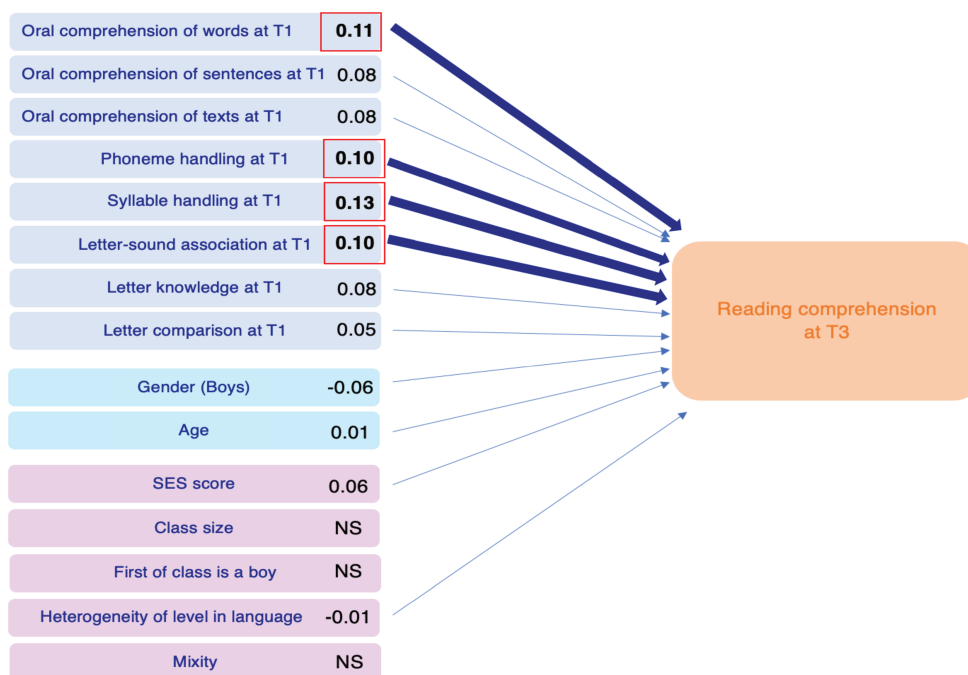 Oral comprehension of words at T1 0.11
Oral comprehension of sentences at T1 0.08
Oral comprehension of texts at T1 0.08
Phoneme handling at T1 0.10
Syllable handling at T1 0.13
Letter-sound association at T1 0.10
Letter knowledge at T1 0.08
Letter comparison at T1 0.05
Gender (Boys) -0.06
Age 0.01
SES score 0.06
Class size NS
First of class is a boy NS
Heterogeneity of level in language -0.01
Mixity NS
Reading comprehension
at T3